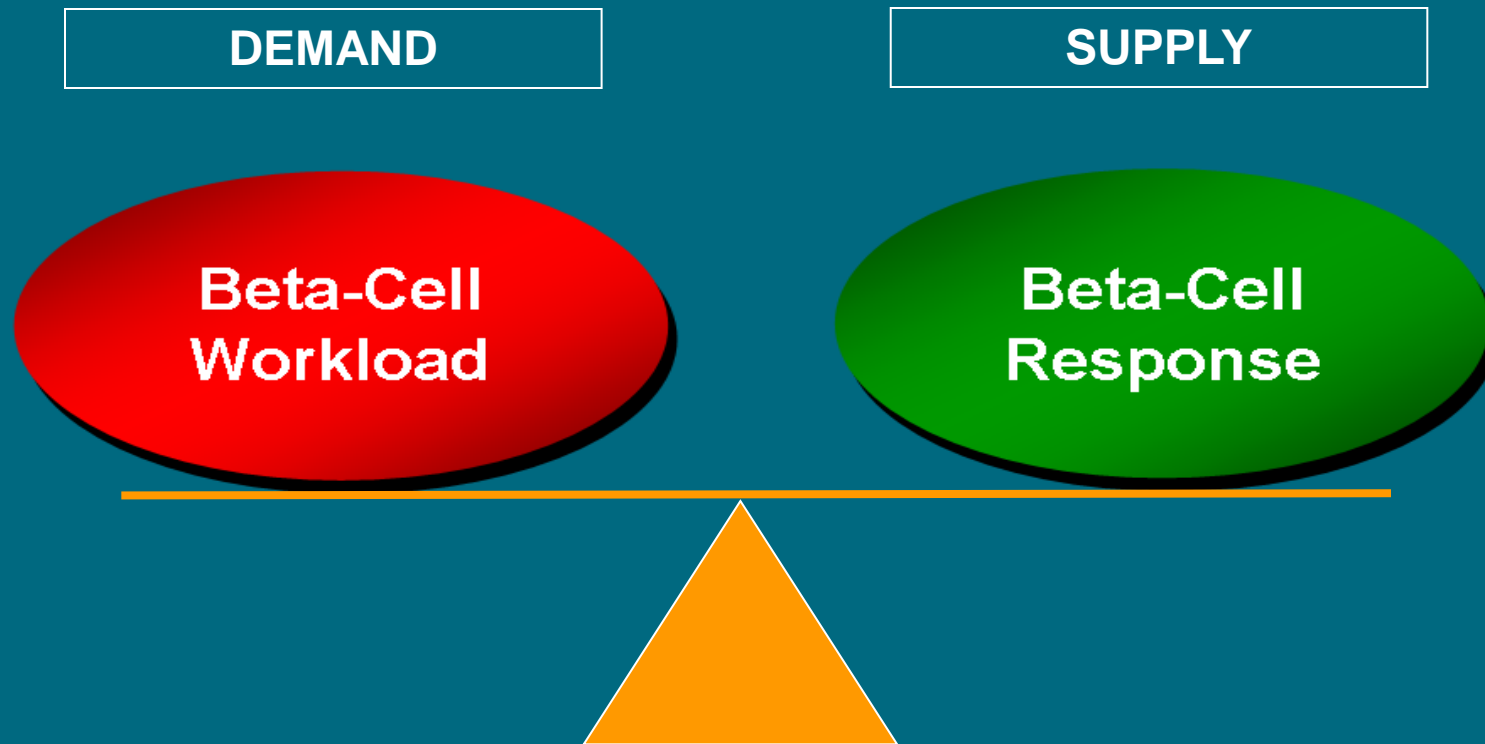 DEMAND
SUPPLY
Beta-Cell
Workload
Beta-Cell
Response